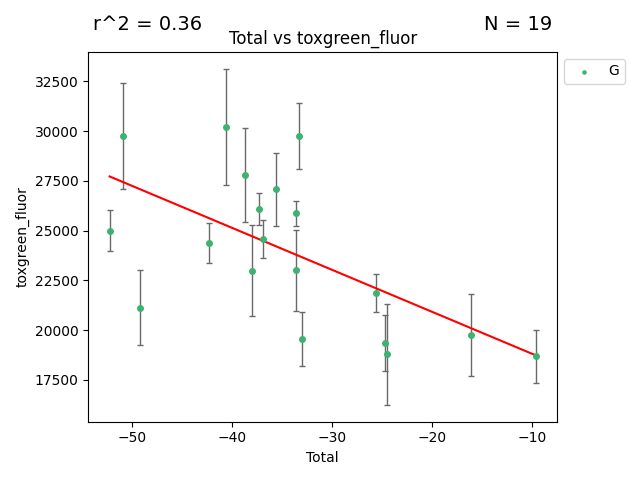 r^2 = 0.36
N = 19
Total vs toxgreen_fluor
G
32500
30000
27500
25000
22500
20000
17500
toxgreen_fluor
−50
−40
−30
−20
−10
Total